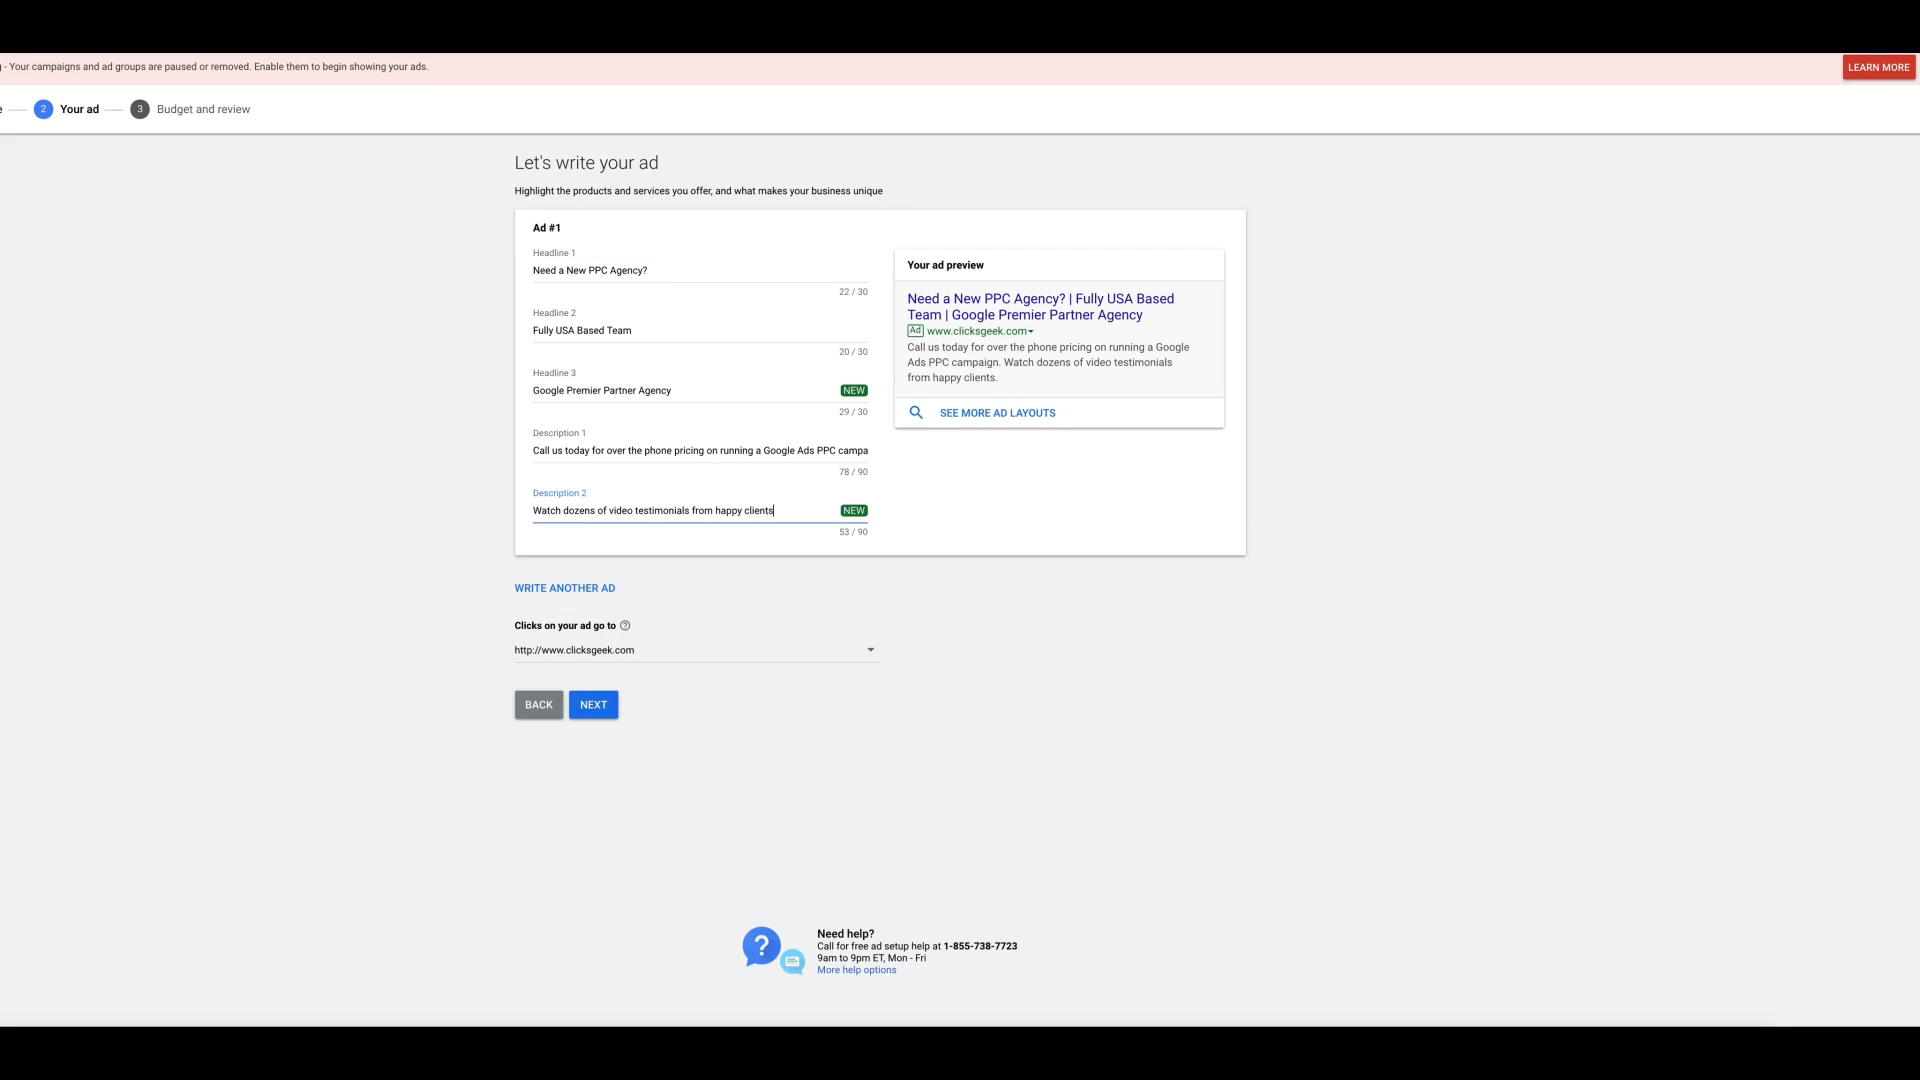 - Your campaigns and ad groups are paused or removed. Enable them to begin showing your ads.
LEARN MORE
2 Your ad 3 Budget and review
Let's write your ad
Highlight the products and services you offer, and what makes your business unique
Ad #1
Headline 1
Need a New PPC Agency?
22 / 30
Headline 2
Fully USA Based Team
20 / 30
Headline 3
Google Premier Partner Agency NEW
29 / 30
Description 1
Call us today for over the phone pricing on running a Google Ads PPC campa
78 / 90
Description 2
Watch dozens of video testimonials from happy clients NEW
53 / 90
Your ad preview
Need a New PPC Agency? | Fully USA Based
Team | Google Premier Partner Agency
Ad www.clicksgeek.com
Call us today for over the phone pricing on running a Google
Ads PPC campaign. Watch dozens of video testimonials
from happy clients.
SEE MORE AD LAYOUTS
WRITE ANOTHER AD
Clicks on your ad go to ?
http://www.clicksgeek.com
BACK NEXT
?
Need help?
Call for free ad setup help at 1-855-738-7723
9am to 9pm ET, Mon - Fri
More help options